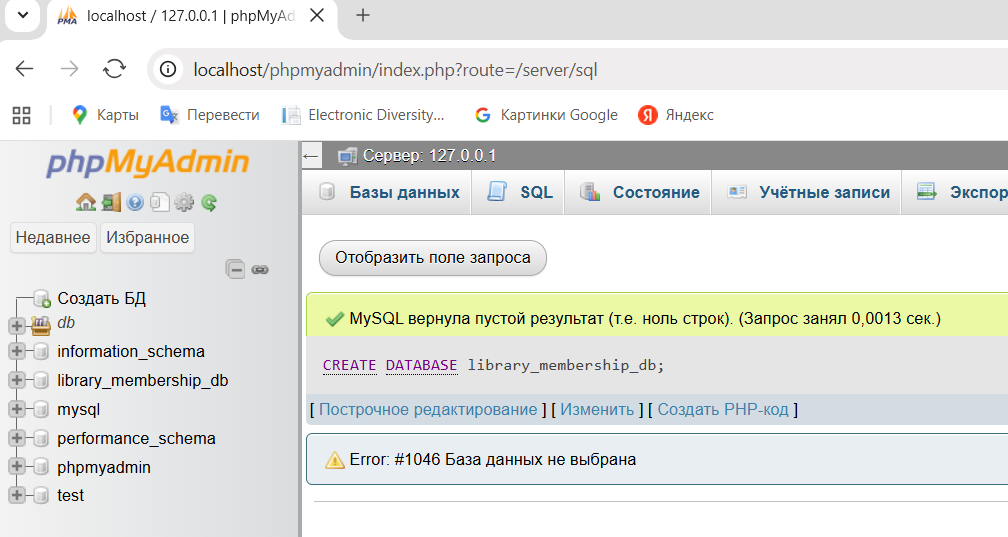 PMA localhost / 127.0.0.1 | phpMyAd
localhost/phpmyadmin/index.php?route=/server/sql
Карты Перевести Electronic Diversity... Картинки Google Яндекс
phpMyAdmin
Недавнее Избранное
Создать БД
db
information_schema
library_membership_db
mysql
performance_schema
phpmyadmin
test
Сервер: 127.0.0.1
Базы данных SQL Состояние Учётные записи Экспор
Отобразить поле запроса
MySQL вернула пустой результат (т.е. ноль строк). (Запрос занял 0,0013 сек.)
CREATE DATABASE library_membership_db;
[ Построчное редактирование ] [ Изменить ] [ Создать PHP-код ]
Error: #1046 База данных не выбрана